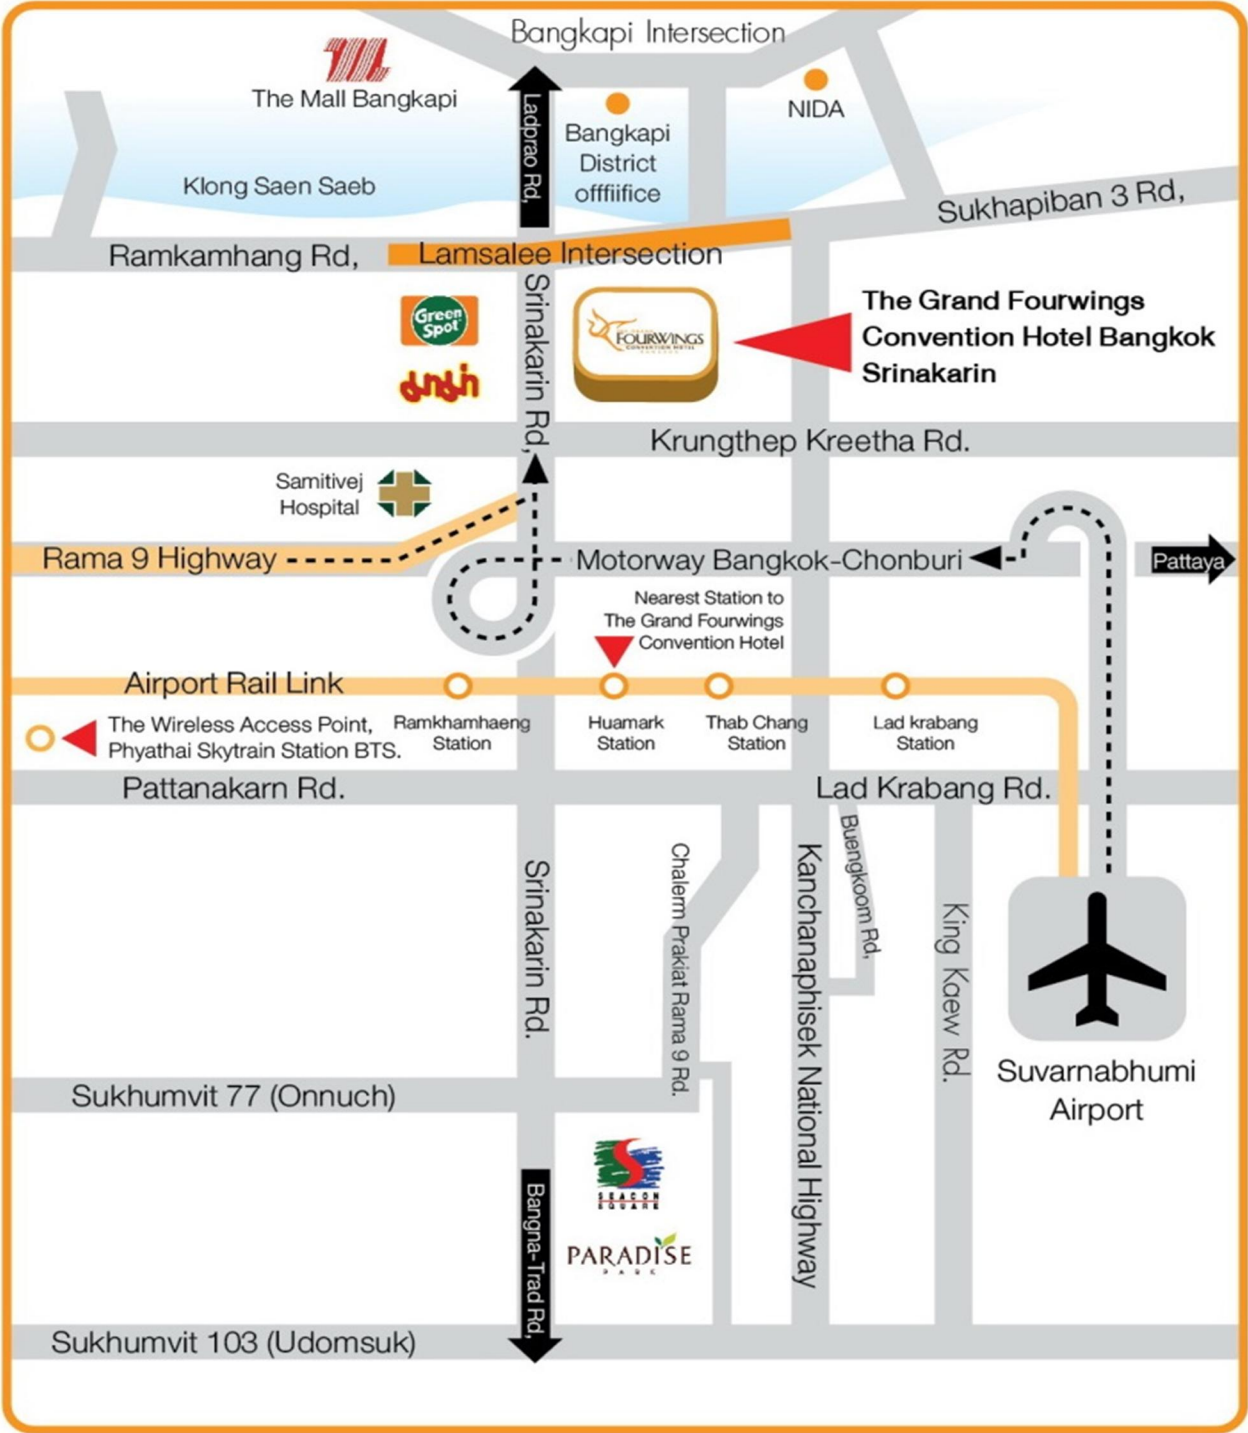 Bangkapi Intersection
The Mall Bangkapi
Ladprao Rd,
Bangkapi
District
offfiifice
NIDA
Klong Saen Saeb
Sukhapiban 3 Rd,
Ramkamhang Rd,
Lamsalee Intersection
Srinakarin Rd,
Green
Spot
FOURWINGS
CONVENTION HOTEL
The Grand Fourwings
Convention Hotel Bangkok
Srinakarin
Krungthep Kreetha Rd.
Samitivej
Hospital
Rama 9 Highway
Motorway Bangkok-Chonburi
Pattaya
Nearest Station to
The Grand Fourwings
Convention Hotel
Airport Rail Link
The Wireless Access Point,
Phyathai Skytrain Station BTS.
Ramkhamhaeng
Station
Huamark
Station
Thab Chang
Station
Lad krabang
Station
Pattanakarn Rd.
Lad Krabang Rd.
Srinakarin Rd.
Chalerm Prakiat Rama 9 Rd.
Kanchanaphisek National Highway
Buengkoom Rd,
King Kaew Rd.
Suvarnabhumi
Airport
Sukhumvit 77 (Onnuch)
SEACON
SQUARE
PARADISE
PARK
Bangna-Trad Rd,
Sukhumvit 103 (Udomsuk)